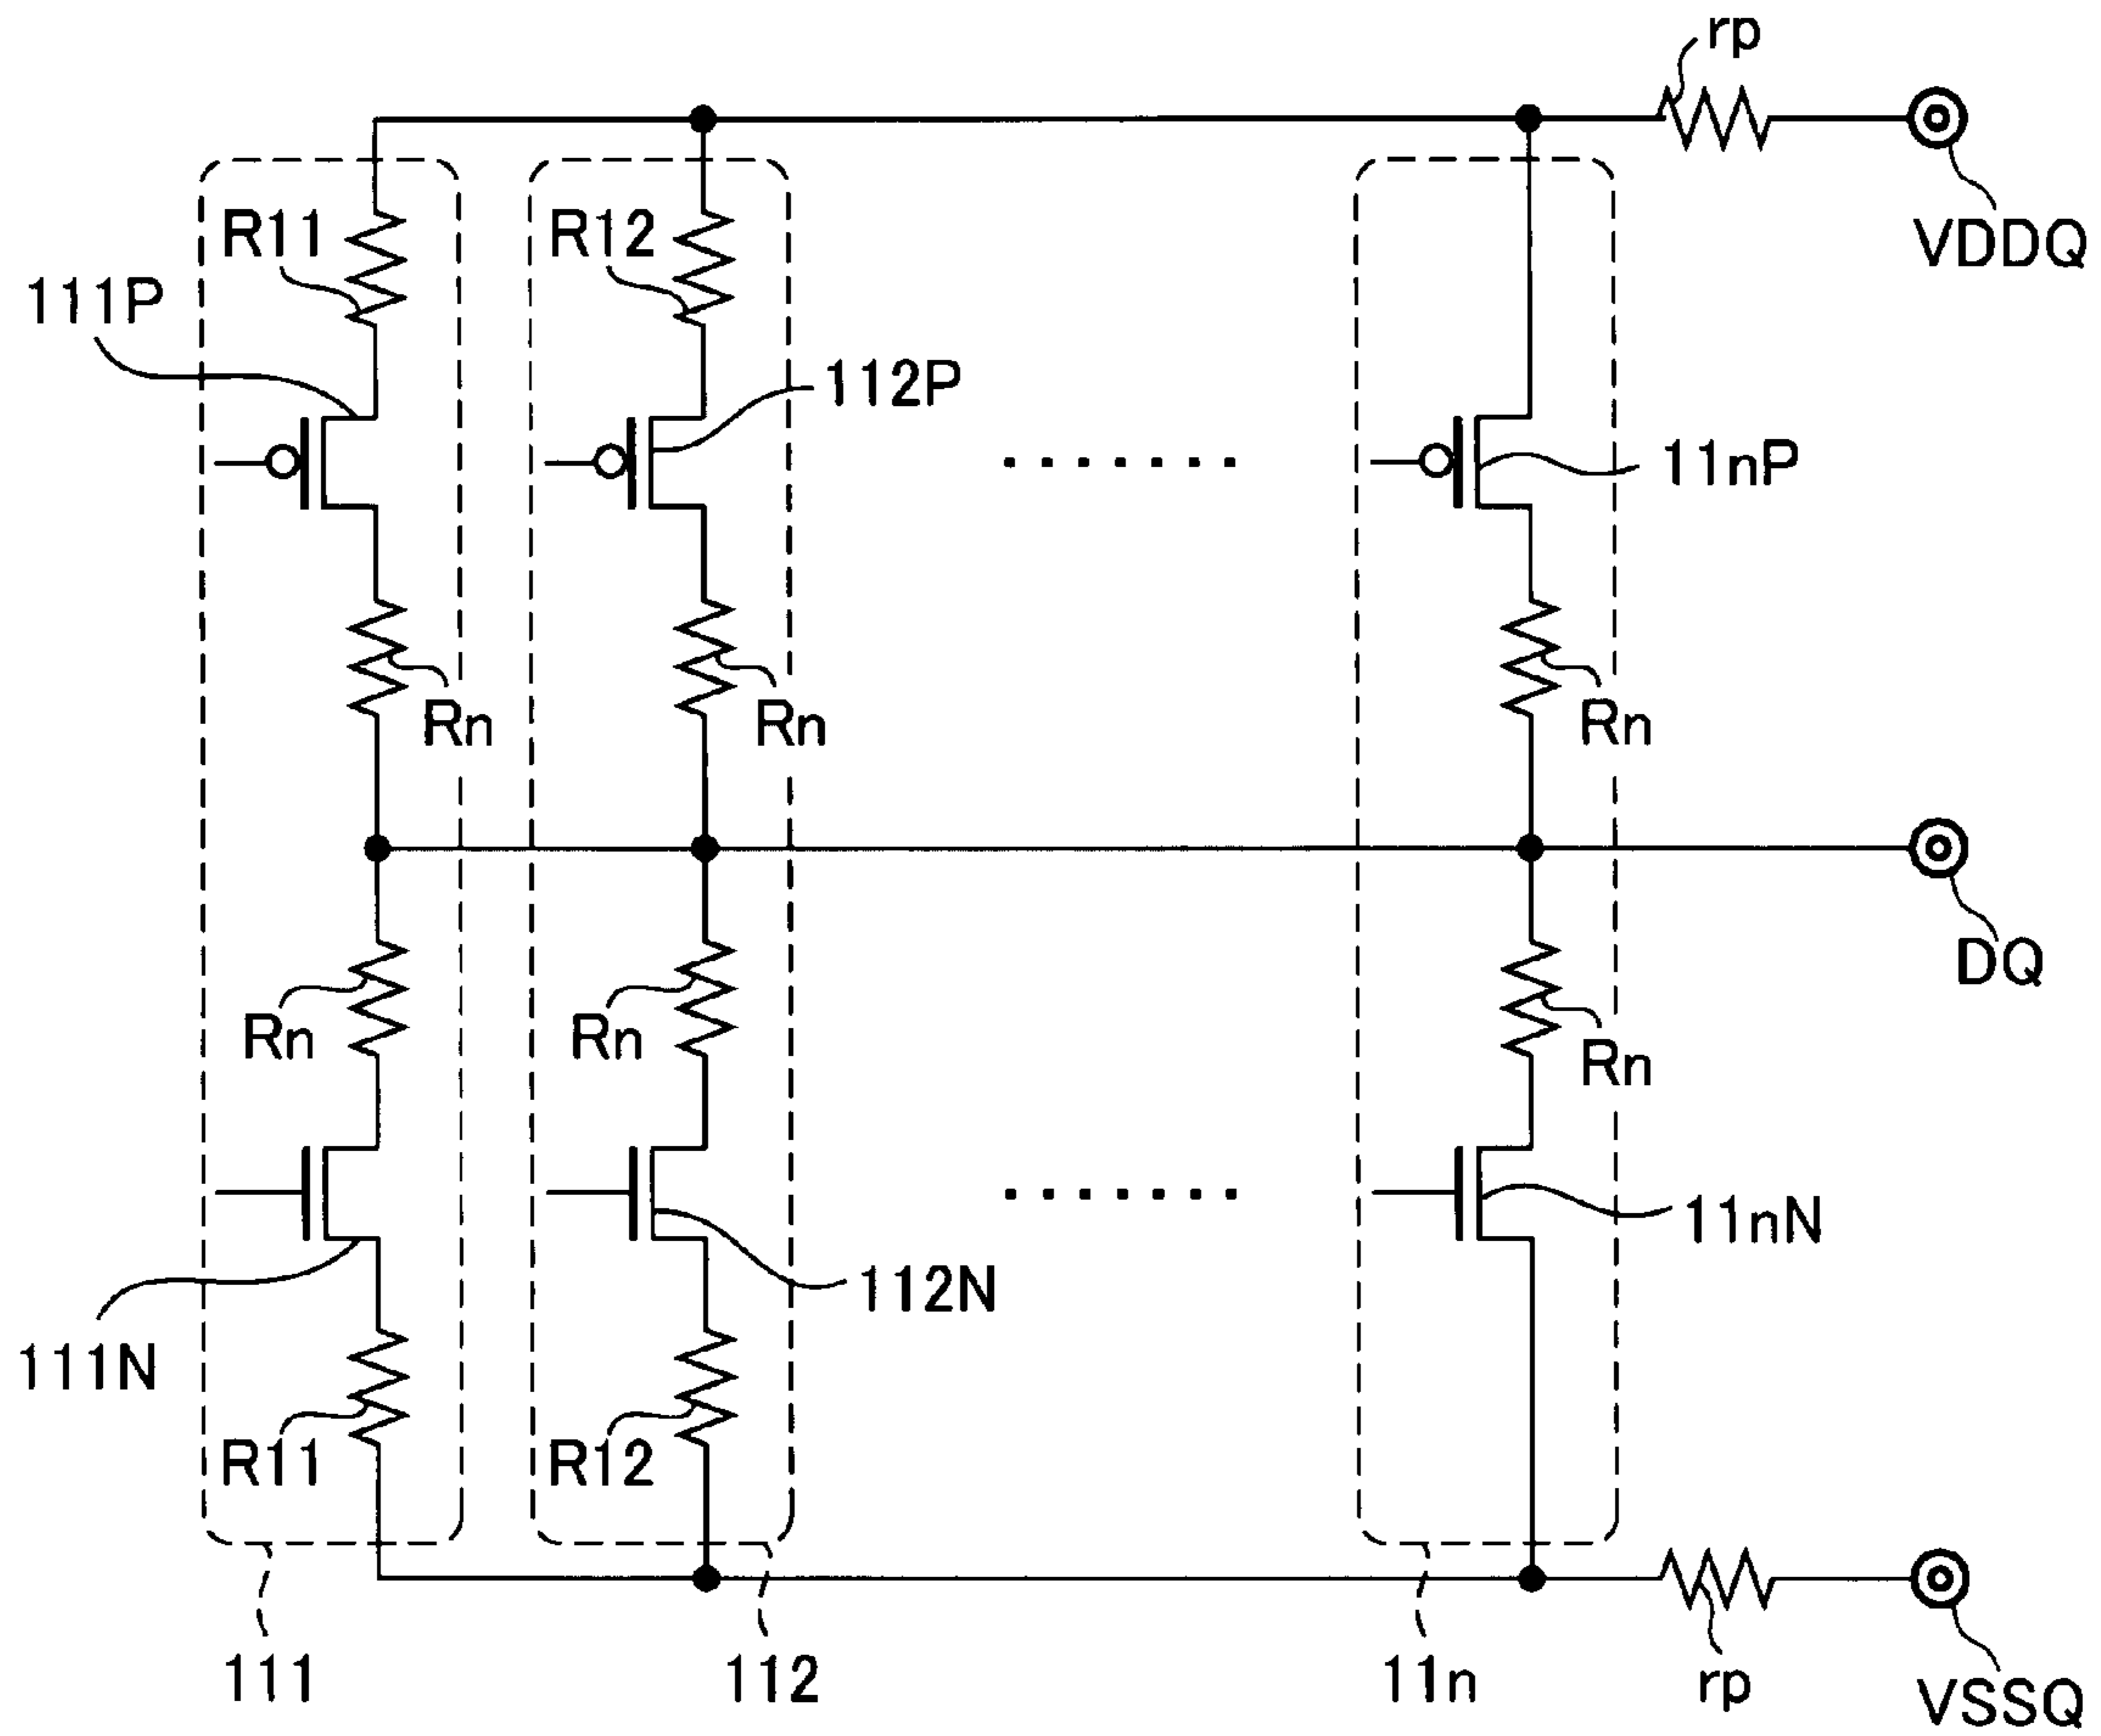 rp
VDDQ
R11
R12
111P
112P
11nP
Rn
Rn
Rn
DQ
Rn
Rn
Rn
11nN
112N
111N
R11
R12
111
112
11n
rp
VSSQ